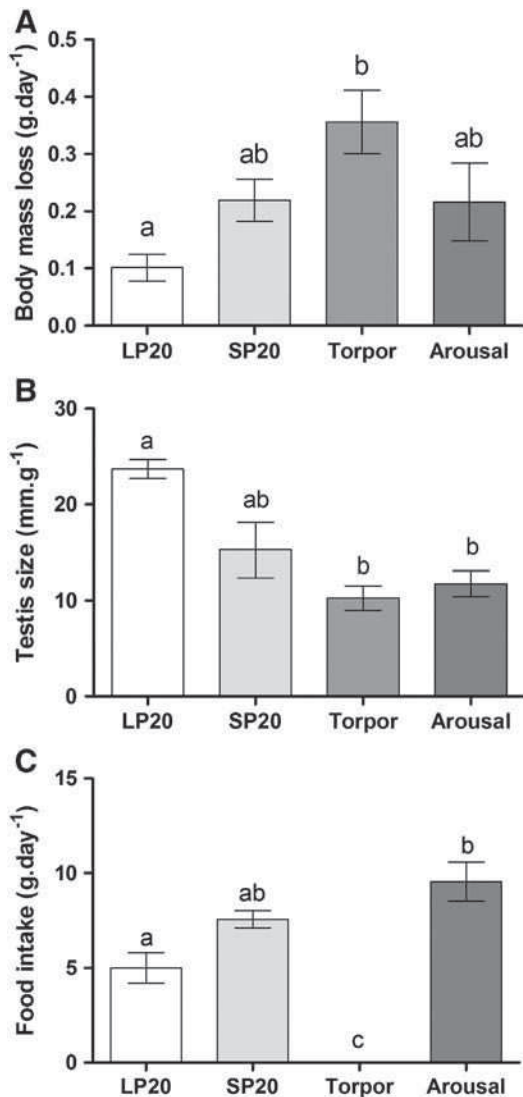 A
Body mass loss (g.day⁻¹)
0.5
0.4
0.3
0.2
0.1
0.0
a
ab
b
ab
LP20 SP20 Torpor Arousal
B
Testis size (mm.g⁻¹)
30
20
10
0
a
ab
b
b
LP20 SP20 Torpor Arousal
C
Food intake (g.day⁻¹)
15
10
5
0
a
ab
c
b
LP20 SP20 Torpor Arousal